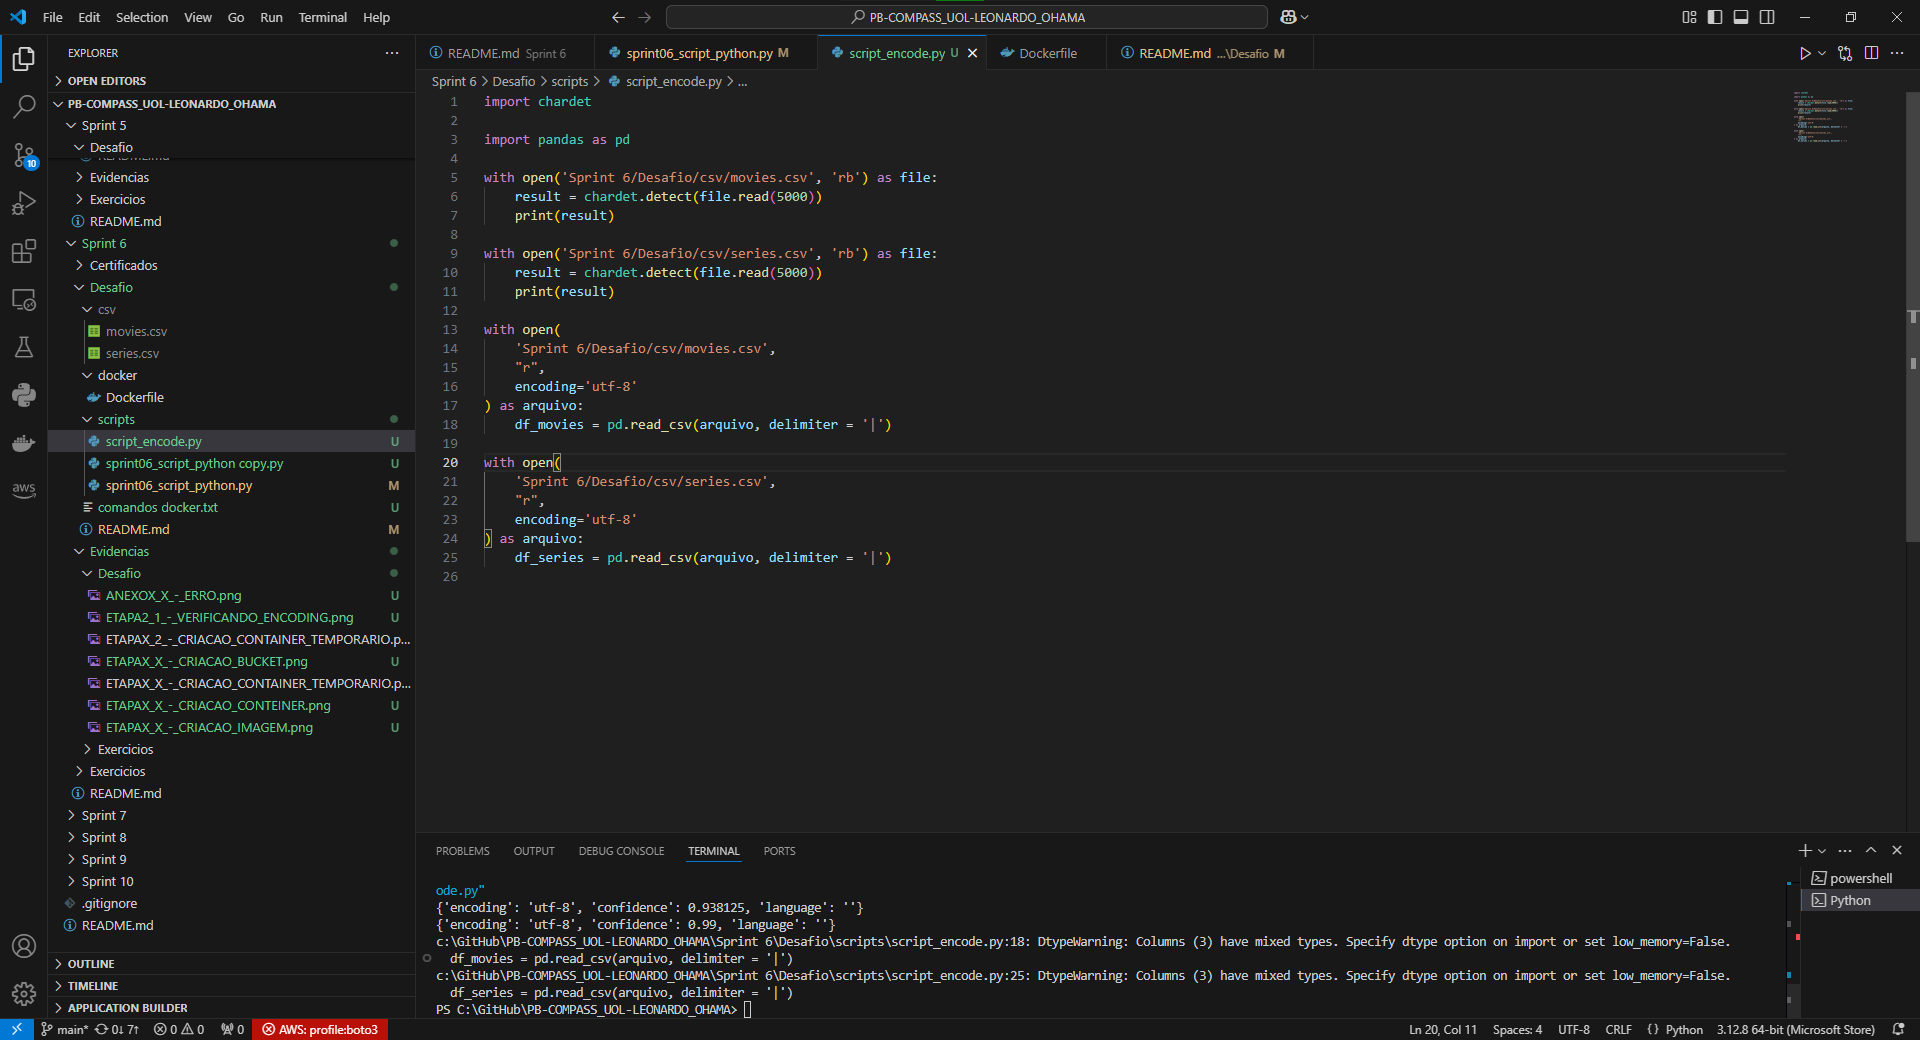 File Edit Selection View Go Run Terminal Help
PB-COMPASS_UOL-LEONARDO_OHAMA
EXPLORER
OPEN EDITORS
PB-COMPASS_UOL-LEONARDO_OHAMA
Sprint 5
Desafio
README.md
Evidencias
Exercicios
README.md
Sprint 6
Certificados
Desafio
csv
movies.csv
series.csv
docker
Dockerfile
scripts
script_encode.py U
sprint06_script_python copy.py U
sprint06_script_python.py M
comandos docker.txt U
README.md M
Evidencias
Desafio
ANEXOX_X_-_ERRO.png U
ETAPA2_1_-_VERIFICANDO_ENCODING.png U
ETAPAX_2_-_CRIACAO_CONTAINER_TEMPORARIO.p...
ETAPAX_X_-_CRIACAO_BUCKET.png U
ETAPAX_X_-_CRIACAO_CONTAINER_TEMPORARIO.p...
ETAPAX_X_-_CRIACAO_CONTEINER.png U
ETAPAX_X_-_CRIACAO_IMAGEM.png U
Exercicios
Exercicios
README.md
Sprint 7
Sprint 8
Sprint 9
Sprint 10
.gitignore
README.md
OUTLINE
TIMELINE
APPLICATION BUILDER
10
aws
README.md Sprint 6 sprint06_script_python.py M script_encode.py U Dockerfile README.md ...\Desafio M
Sprint 6 > Desafio > scripts > script_encode.py > ...
1 import chardet
2
3 import pandas as pd
4
5 with open('Sprint 6/Desafio/csv/movies.csv', 'rb') as file:
6 result = chardet.detect(file.read(5000))
7 print(result)
8
9 with open('Sprint 6/Desafio/csv/series.csv', 'rb') as file:
10 result = chardet.detect(file.read(5000))
11 print(result)
12
13 with open(
14 'Sprint 6/Desafio/csv/movies.csv',
15 "r",
16 encoding='utf-8'
17 ) as arquivo:
18 df_movies = pd.read_csv(arquivo, delimiter = '|')
19
20 with open(
21 'Sprint 6/Desafio/csv/series.csv',
22 "r",
23 encoding='utf-8'
24 ) as arquivo:
25 df_series = pd.read_csv(arquivo, delimiter = '|')
26
PROBLEMS OUTPUT DEBUG CONSOLE TERMINAL PORTS
ode.py"
{'encoding': 'utf-8', 'confidence': 0.938125, 'language': ''}
{'encoding': 'utf-8', 'confidence': 0.99, 'language': ''}
c:\GitHub\PB-COMPASS_UOL-LEONARDO_OHAMA\Sprint 6\Desafio\scripts\script_encode.py:18: DtypeWarning: Columns (3) have mixed types. Specify dtype option on import or set low_memory=False.
df_movies = pd.read_csv(arquivo, delimiter = '|')
c:\GitHub\PB-COMPASS_UOL-LEONARDO_OHAMA\Sprint 6\Desafio\scripts\script_encode.py:25: DtypeWarning: Columns (3) have mixed types. Specify dtype option on import or set low_memory=False.
df_series = pd.read_csv(arquivo, delimiter = '|')
PS C:\GitHub\PB-COMPASS_UOL-LEONARDO_OHAMA>
powershell
Python
main* 0↓ 7↑ 0 0 0 AWS: profile:boto3 Ln 20, Col 11 Spaces: 4 UTF-8 CRLF {} Python 3.12.8 64-bit (Microsoft Store)